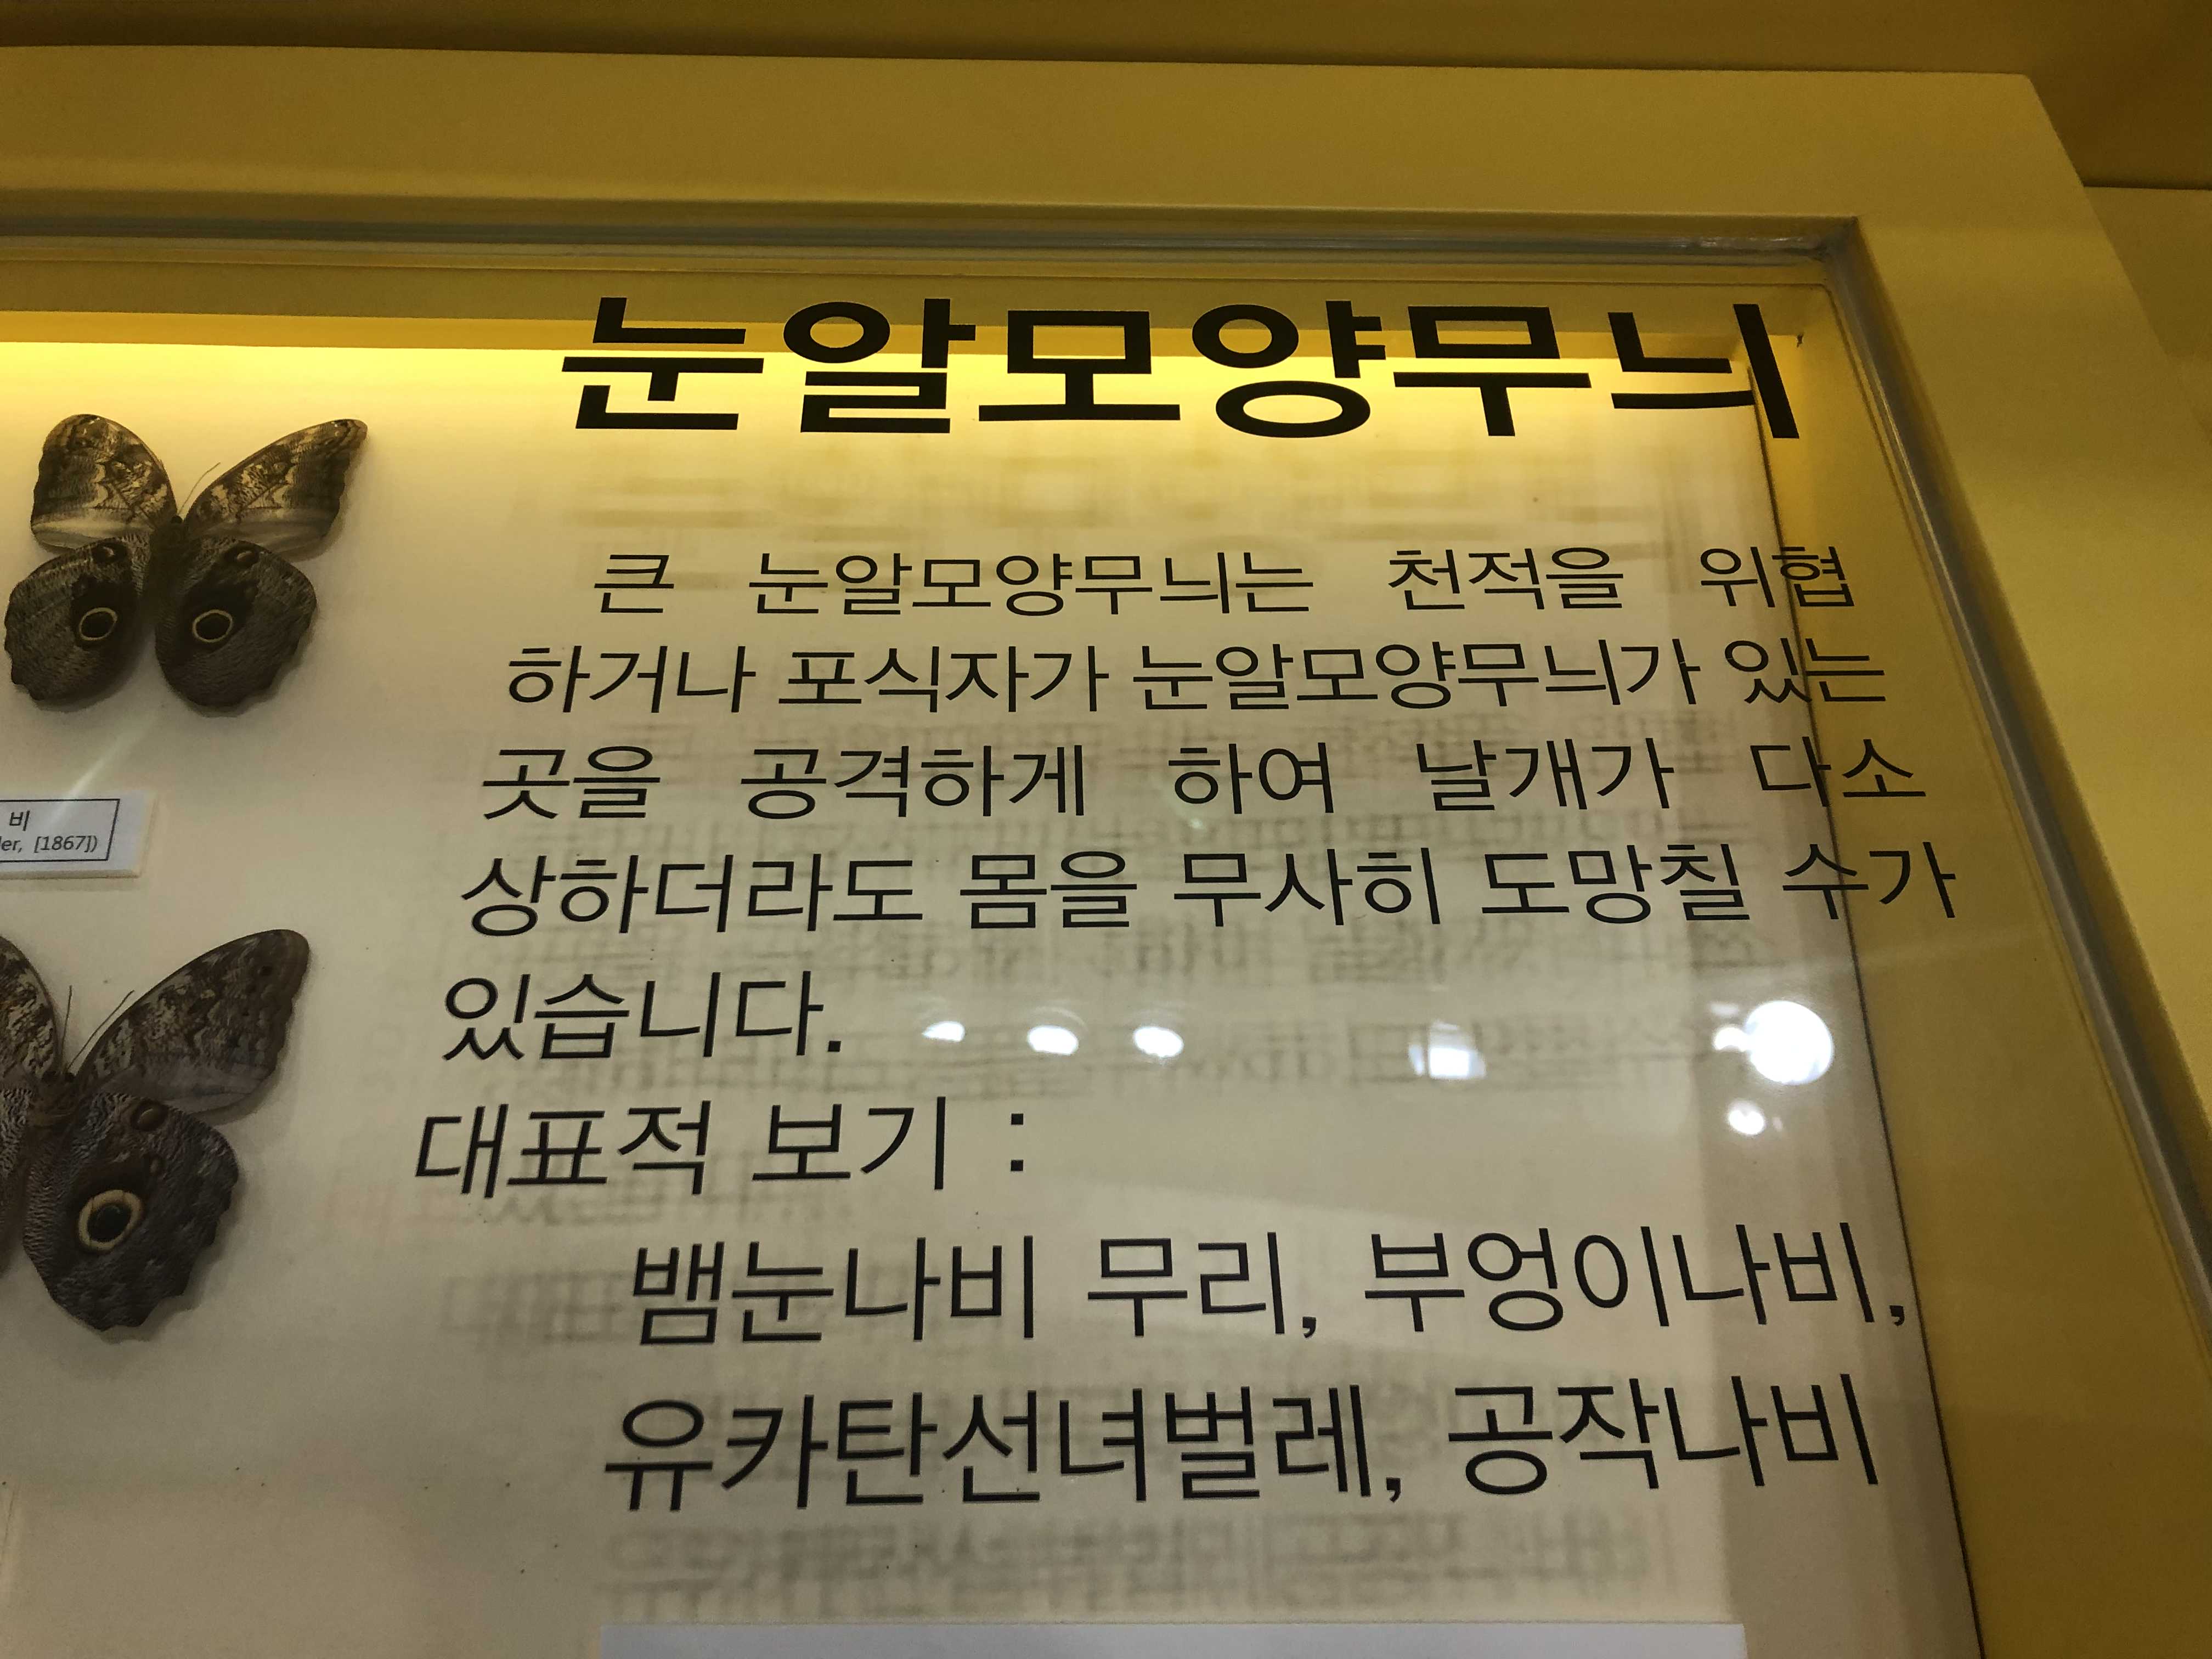 눈알모양무늬
큰 눈알모양무늬는 천적을 위협
하거나 포식자가 눈알모양무늬가 있는
곳을 공격하게 하여 날개가 다소
상하더라도 몸을 무사히 도망칠 수가
있습니다.
대표적 보기 :
뱀눈나비 무리, 부엉이나비,
유카탄선녀벌레, 공작나비
비
er, [1867])